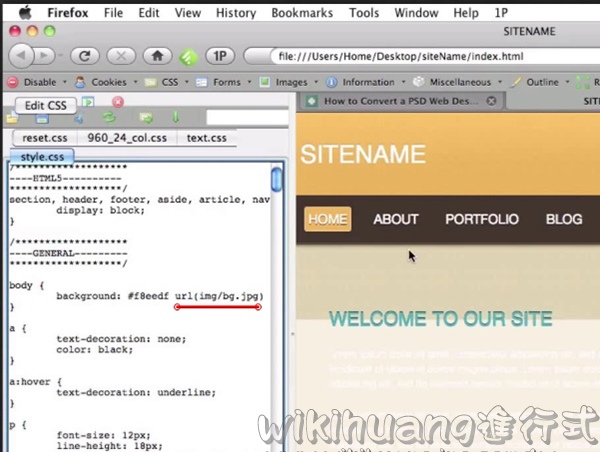 Firefox File Edit View History Bookmarks Tools Window Help 1P
SITENAME
1P file:///Users/Home/Desktop/siteName/index.html
Disable Cookies CSS Forms Images Information Miscellaneous Outline
Edit CSS
How to Convert a PSD Web Des...
reset.css 960_24_col.css text.css
style.css
/********************
----HTML5----------
********************/
section, header, footer, aside, article, nav
display: block;
}
/********************
----GENERAL---------
********************/
body {
background: #f8eedf url(img/bg.jpg)
}
a {
text-decoration: none;
color: black;
}
a:hover {
text-decoration: underline;
}
p {
font-size: 12px;
line-height: 18px;
SITENAME
HOME ABOUT PORTFOLIO BLOG
WELCOME TO OUR SITE
wikihuang進行式